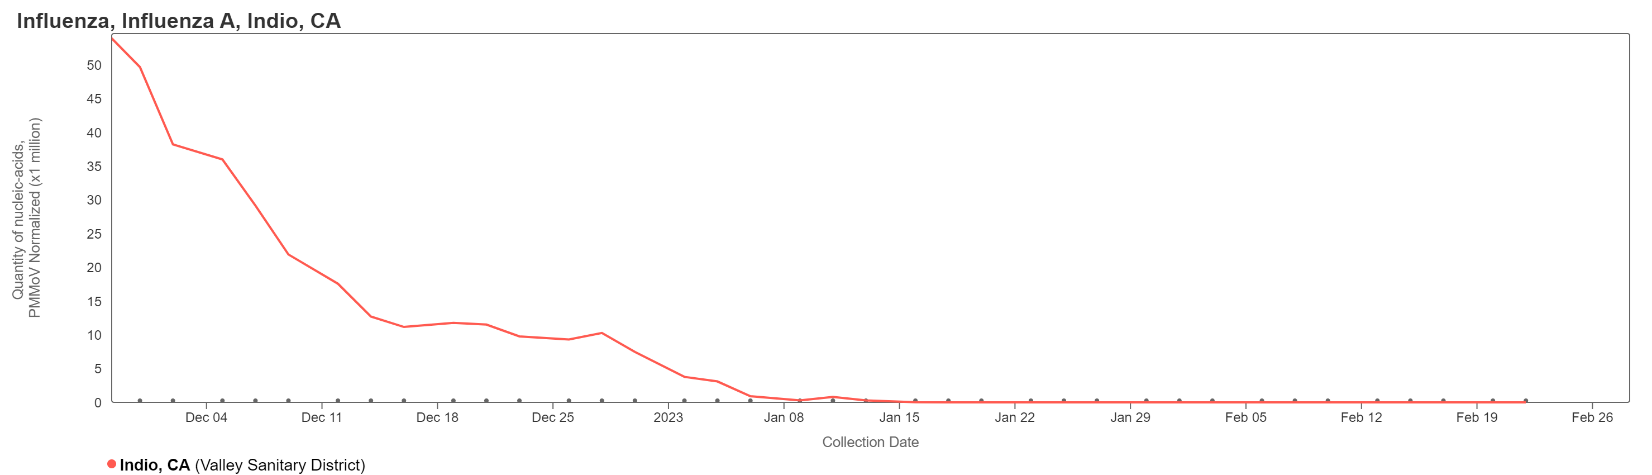 Influenza, Influenza A, Indio, CA
Quantity of nucleic-acids,
PMMoV Normalized (x1 million)
50
45
40
35
30
25
20
15
10
5
0
Dec 04 Dec 11 Dec 18 Dec 25 2023 Jan 08 Jan 15 Jan 22 Jan 29 Feb 05 Feb 12 Feb 19 Feb 26
Collection Date
Indio, CA (Valley Sanitary District)